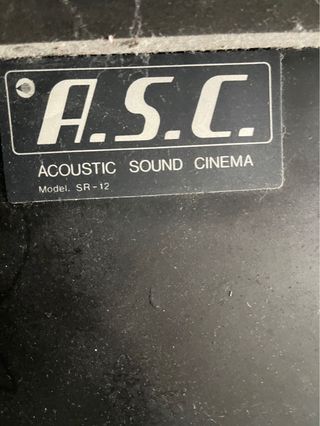 A.S.C.
ACOUSTIC SOUND CINEMA
Model. SR-12